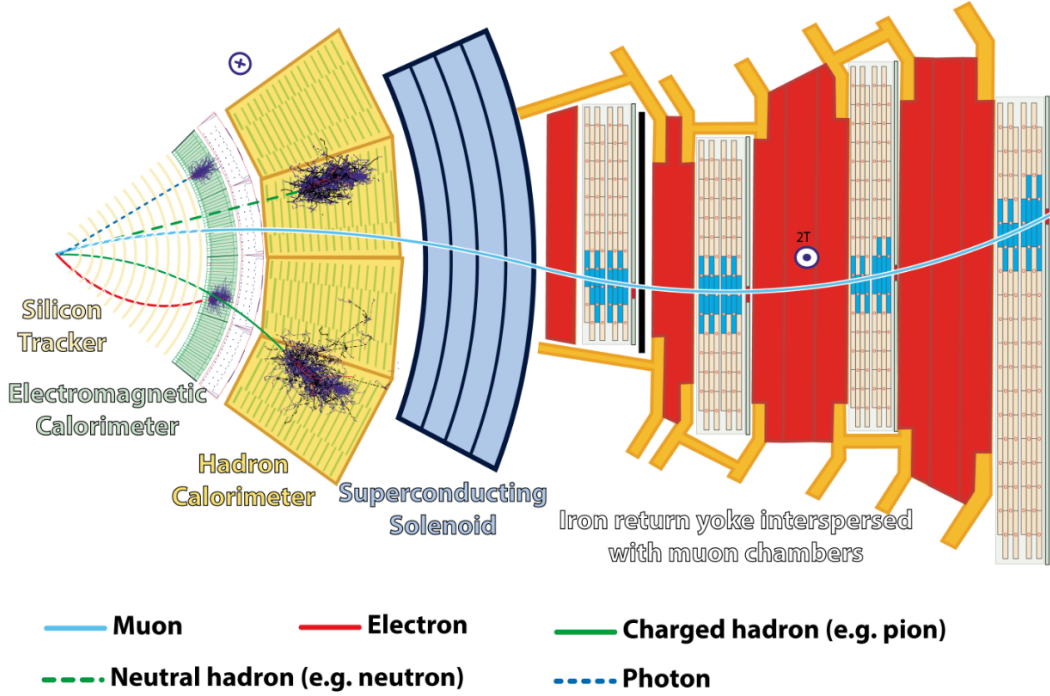 2T
Silicon
Tracker
Electromagnetic
Calorimeter
Hadron
Calorimeter
Superconducting
Solenoid
Iron return yoke interspersed
with muon chambers
Muon
Electron
Charged hadron (e.g. pion)
Neutral hadron (e.g. neutron)
Photon